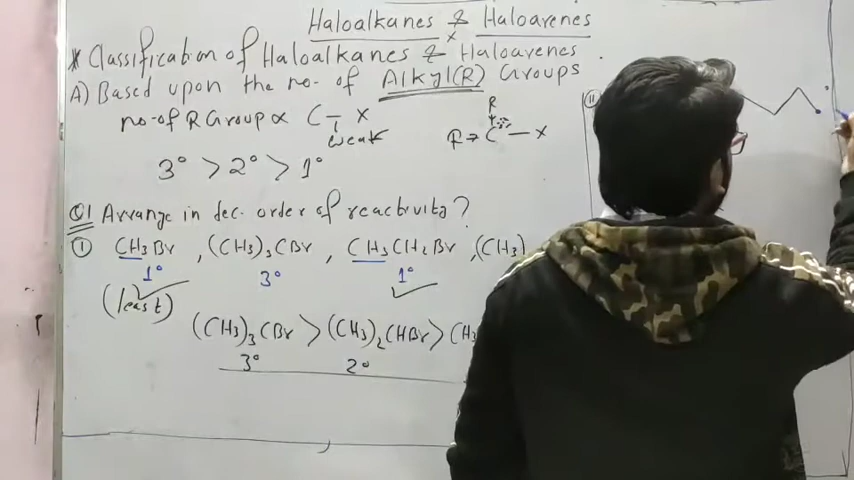 Haloalkanes & Haloarenes
* Classification of Haloalkanes & Haloarenes
A) Based upon the no. of Alkyl(R) Groups
no. of R Group ∝ C - X
weak
R
R → C - X
3° > 2° > 1°
Q1 Arrange in dec. order of reactivity?
① CH3Br, (CH3)3CBr, CH3CH2Br, (CH3)
1° 3° 1°
(least)
(CH3)3CBr > (CH3)2CHBr > (CH3
3° 2°